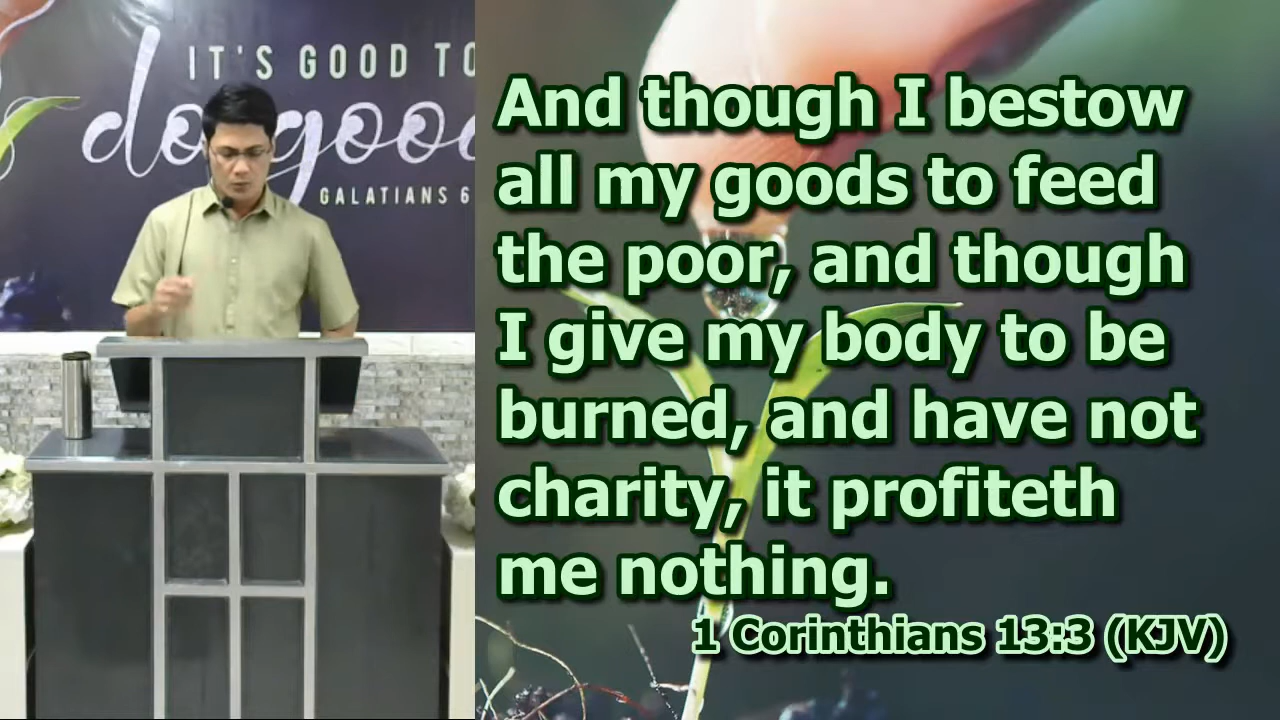 IT'S GOOD TO
do good
GALATIANS 6
And though I bestow
all my goods to feed
the poor, and though
I give my body to be
burned, and have not
charity, it profiteth
me nothing.
1 Corinthians 13:3 (KJV)